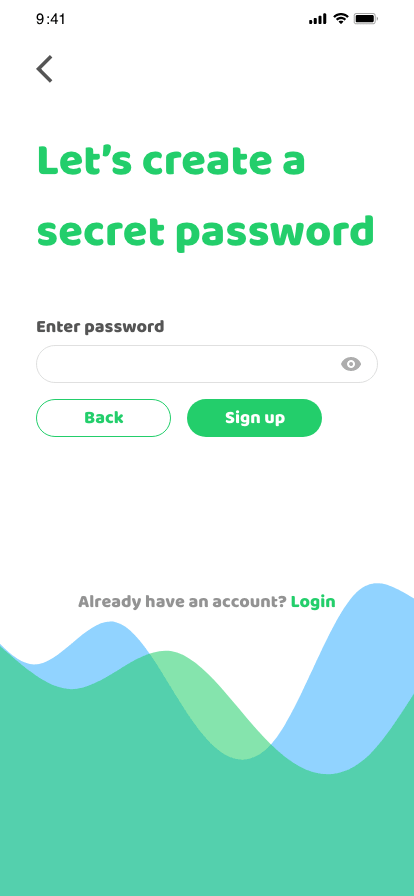 9:41
Let’s create a
secret password
Enter password
Back
Sign up
Already have an account? Login